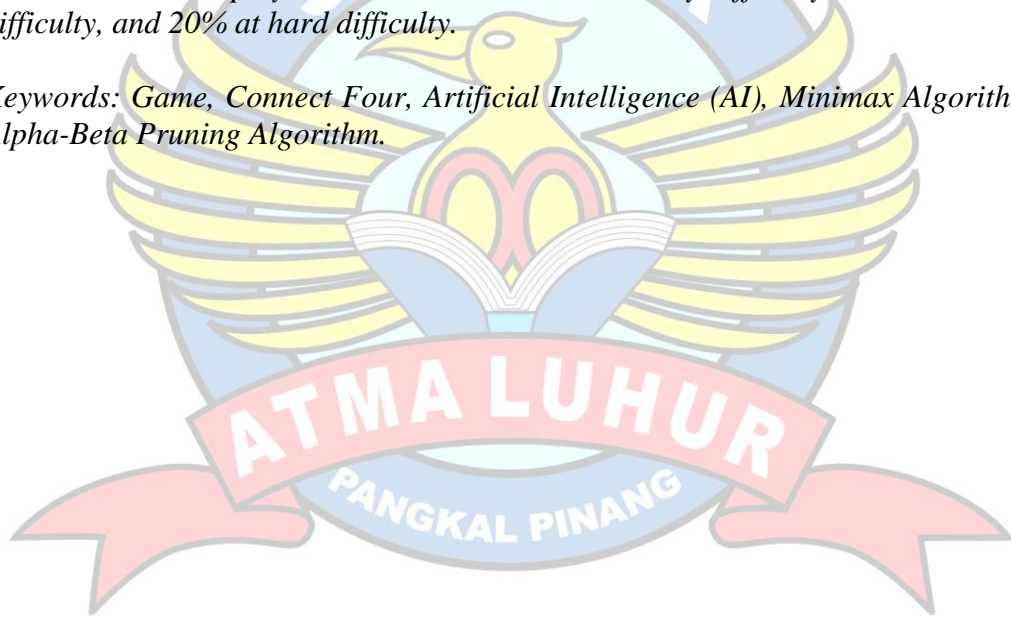 ifficulty, and 20% at hard difficulty.
Keywords: Game, Connect Four, Artificial Intelligence (AI), Minimax Algorith
lpha-Beta Pruning Algorithm.
ATMA LUHUR
PANGKAL PINANG